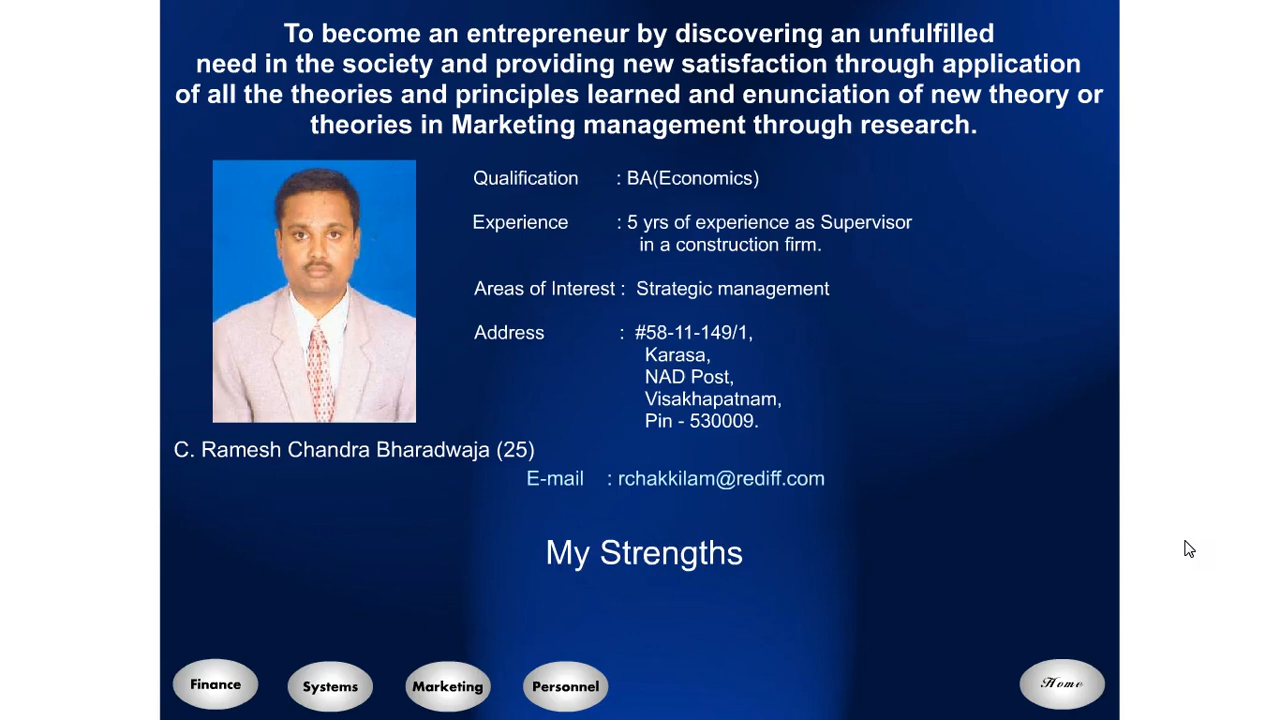 To become an entrepreneur by discovering an unfulfilled
need in the society and providing new satisfaction through application
of all the theories and principles learned and enunciation of new theory or
theories in Marketing management through research.
Qualification : BA(Economics)
Experience : 5 yrs of experience as Supervisor
in a construction firm.
Areas of Interest : Strategic management
Address : #58-11-149/1,
Karasa,
NAD Post,
Visakhapatnam,
Pin - 530009.
C. Ramesh Chandra Bharadwaja (25)
E-mail : rchakkilam@rediff.com
My Strengths
Finance Systems Marketing Personnel Home